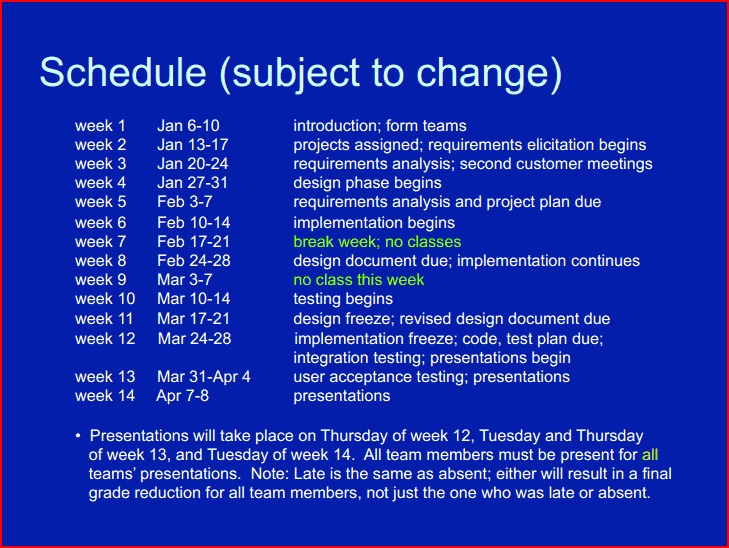 Schedule (subject to change)
week 1 Jan 6-10 introduction; form teams
week 2 Jan 13-17 projects assigned; requirements elicitation begins
week 3 Jan 20-24 requirements analysis; second customer meetings
week 4 Jan 27-31 design phase begins
week 5 Feb 3-7 requirements analysis and project plan due
week 6 Feb 10-14 implementation begins
week 7 Feb 17-21 break week; no classes
week 8 Feb 24-28 design document due; implementation continues
week 9 Mar 3-7 no class this week
week 10 Mar 10-14 testing begins
week 11 Mar 17-21 design freeze; revised design document due
week 12 Mar 24-28 implementation freeze; code, test plan due;
integration testing; presentations begin
week 13 Mar 31-Apr 4 user acceptance testing; presentations
week 14 Apr 7-8 presentations
• Presentations will take place on Thursday of week 12, Tuesday and Thursday
of week 13, and Tuesday of week 14. All team members must be present for all
teams’ presentations. Note: Late is the same as absent; either will result in a final
grade reduction for all team members, not just the one who was late or absent.